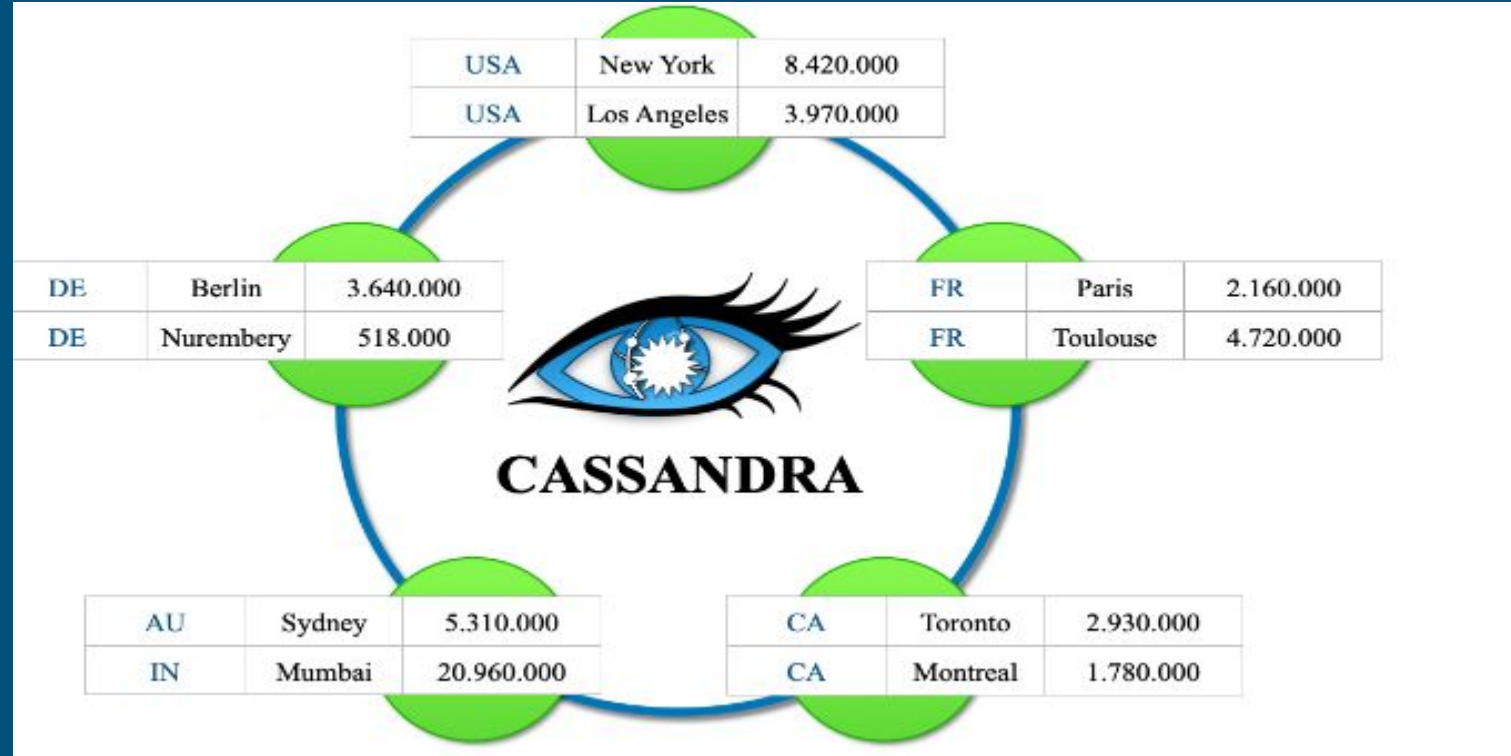 USA New York 8.420.000
USA Los Angeles 3.970.000
DE Berlin 3.640.000
DE Nurembery 518.000
FR Paris 2.160.000
FR Toulouse 4.720.000
CASSANDRA
AU Sydney 5.310.000
IN Mumbai 20.960.000
CA Toronto 2.930.000
CA Montreal 1.780.000